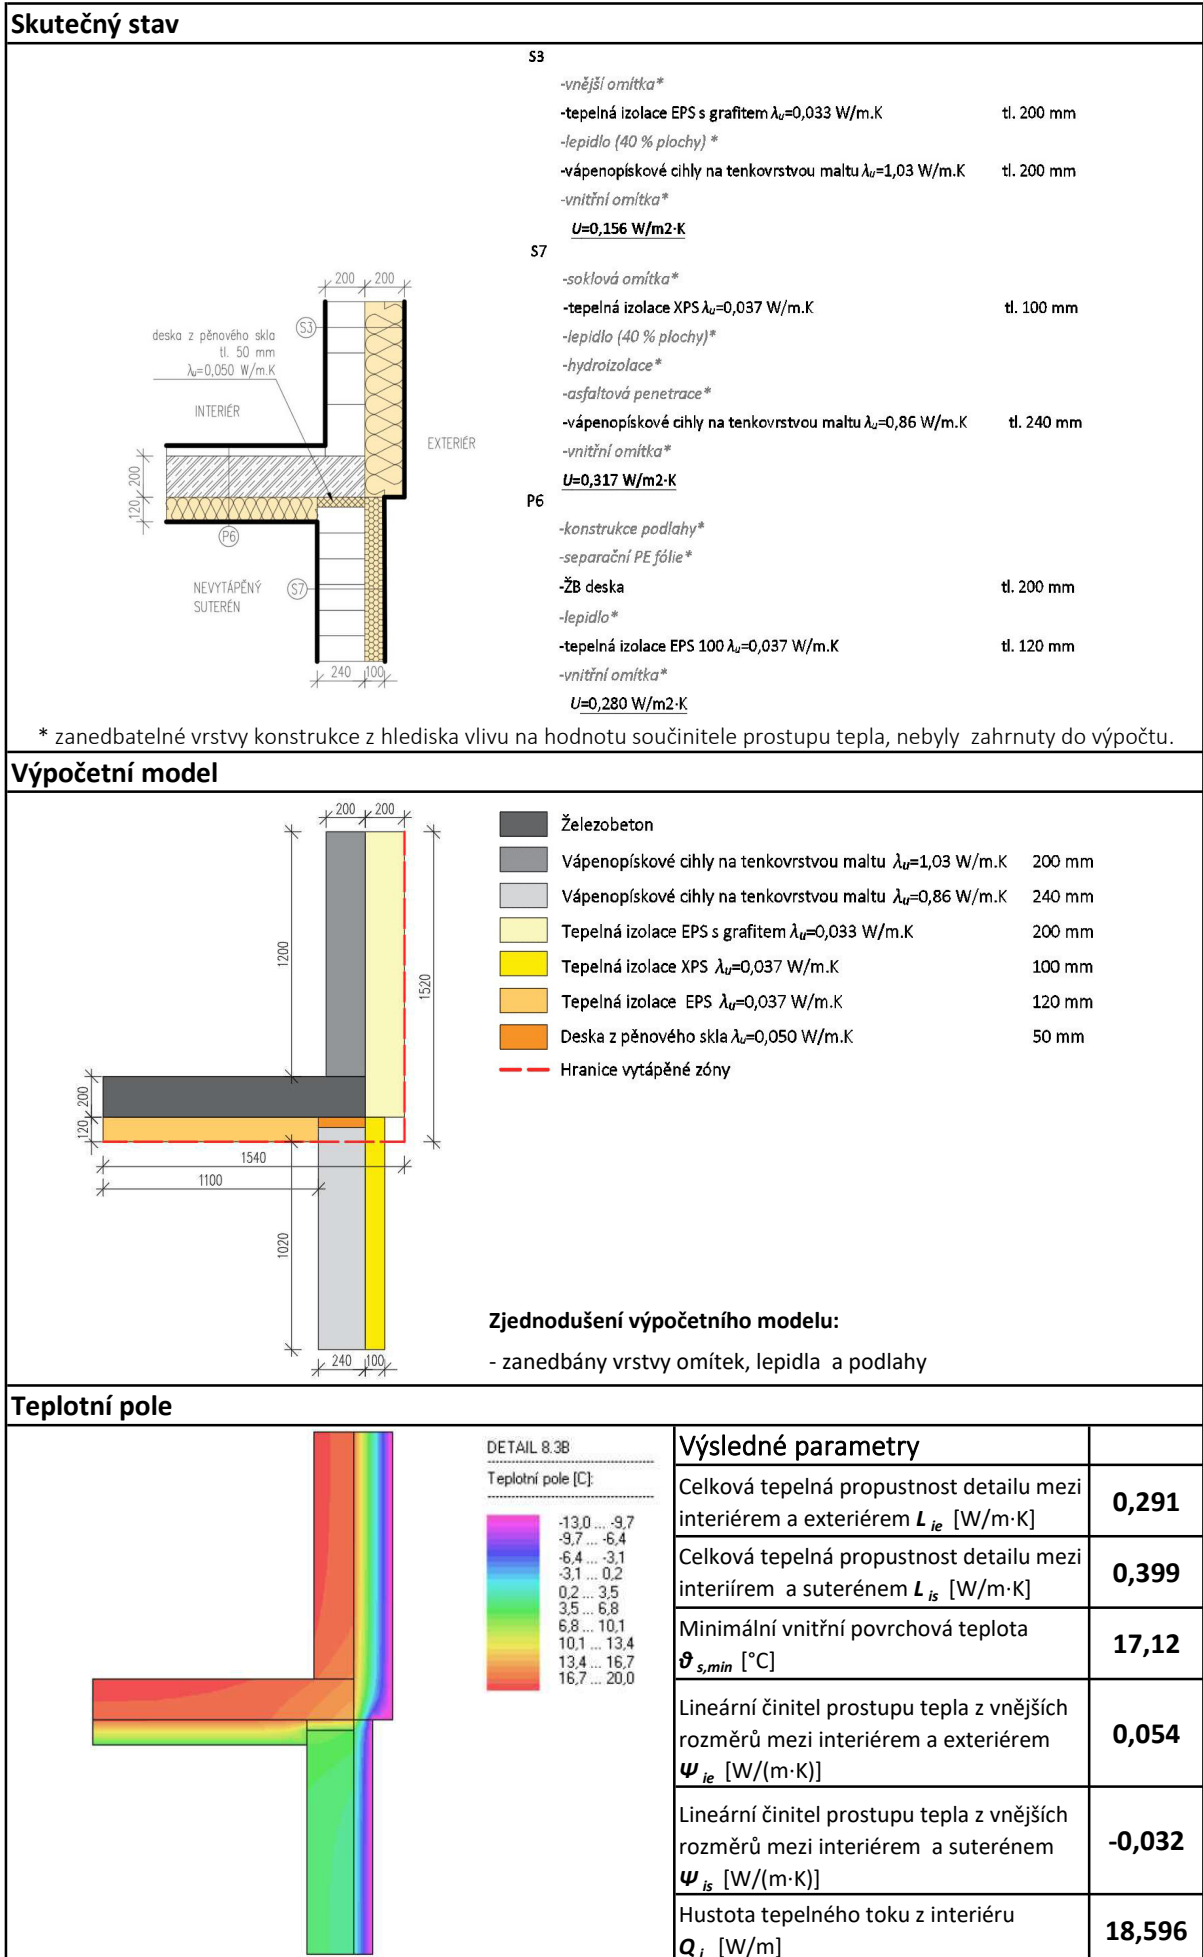 Skutečný stav
S3
-vnější omítka*
-tepelná izolace EPS s grafitem λu=0,033 W/m.K tl. 200 mm
-lepidlo (40 % plochy) *
-vápenopískové cihly na tenkovrstvou maltu λu=1,03 W/m.K tl. 200 mm
-vnitřní omítka*
U=0,156 W/m2·K
S7
-soklová omítka*
-tepelná izolace XPS λu=0,037 W/m.K tl. 100 mm
-lepidlo (40 % plochy)*
-hydroizolace*
-asfaltová penetrace*
-vápenopískové cihly na tenkovrstvou maltu λu=0,86 W/m.K tl. 240 mm
-vnitřní omítka*
U=0,317 W/m2·K
P6
-konstrukce podlahy*
-separační PE fólie*
-ŽB deska tl. 200 mm
-lepidlo*
-tepelná izolace EPS 100 λu=0,037 W/m.K tl. 120 mm
-vnitřní omítka*
U=0,280 W/m2·K
200 200
S3
deska z pěnového skla
tl. 50 mm
λu=0,050 W/m.K
INTERIÉR
EXTERIÉR
200
120
P6
NEVYTÁPĚNÝ
SUTERÉN
S7
240 100
* zanedbatelné vrstvy konstrukce z hlediska vlivu na hodnotu součinitele prostupu tepla, nebyly zahrnuty do výpočtu.
Výpočetní model
200 200
1200
1520
200
120
1540
1100
1020
240 100
Železobeton
Vápenopískové cihly na tenkovrstvou maltu λu=1,03 W/m.K 200 mm
Vápenopískové cihly na tenkovrstvou maltu λu=0,86 W/m.K 240 mm
Tepelná izolace EPS s grafitem λu=0,033 W/m.K 200 mm
Tepelná izolace XPS λu=0,037 W/m.K 100 mm
Tepelná izolace EPS λu=0,037 W/m.K 120 mm
Deska z pěnového skla λu=0,050 W/m.K 50 mm
Hranice vytápěné zóny
Zjednodušení výpočetního modelu:
- zanedbány vrstvy omítek, lepidla a podlahy
Teplotní pole
DETAIL 8.3B
Teplotní pole [C]:
-13,0 ... -9,7
-9,7 ... -6,4
-6,4 ... -3,1
-3,1 ... 0,2
0,2 ... 3,5
3,5 ... 6,8
6,8 ... 10,1
10,1 ... 13,4
13,4 ... 16,7
16,7 ... 20,0
Výsledné parametry
Celková tepelná propustnost detailu mezi
interiérem a exteriérem L ie [W/m·K] 0,291
Celková tepelná propustnost detailu mezi
interiírem a suterénem L is [W/m·K] 0,399
Minimální vnitřní povrchová teplota
ϑ s,min [°C] 17,12
Lineární činitel prostupu tepla z vnějších
rozměrů mezi interiérem a exteriérem
Ψ ie [W/(m·K)] 0,054
Lineární činitel prostupu tepla z vnějších
rozměrů mezi interiérem a suterénem
Ψ is [W/(m·K)] -0,032
Hustota tepelného toku z interiéru
Q i [W/m] 18,596